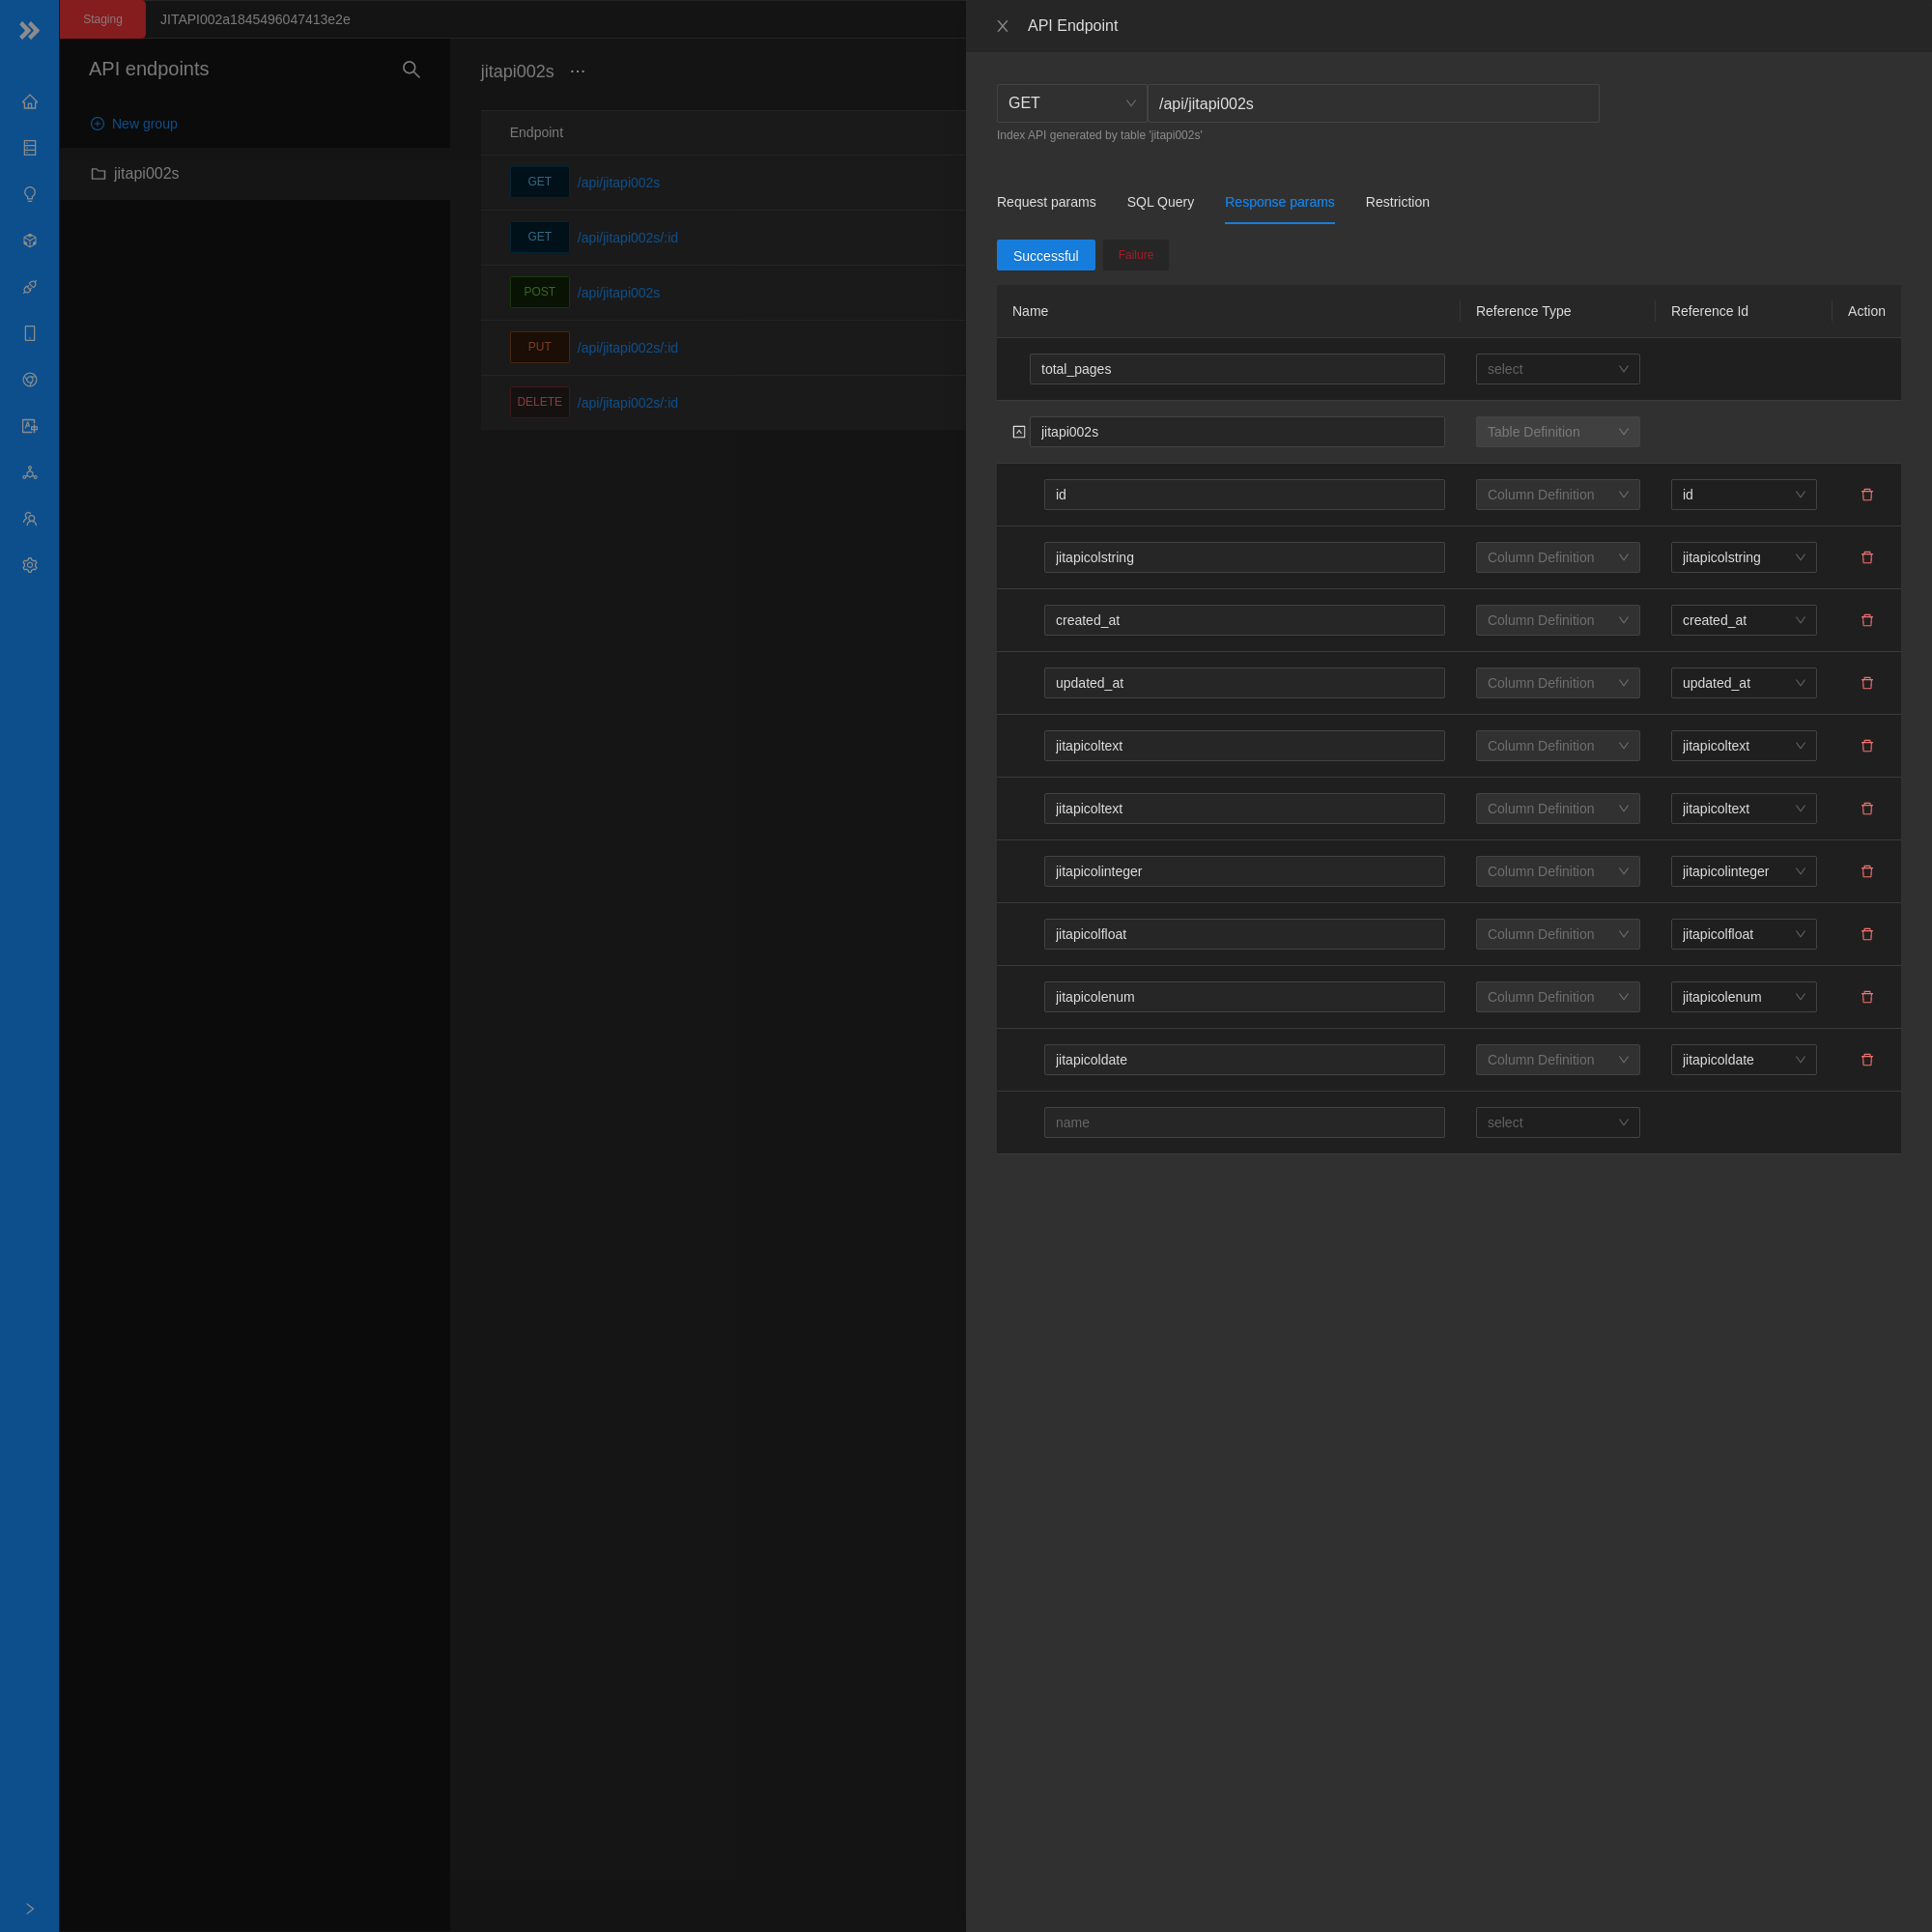 Staging
JITAPI002a1845496047413e2e
API endpoints
New group
jitapi002s
jitapi002s ···
Endpoint
GET /api/jitapi002s
GET /api/jitapi002s/:id
POST /api/jitapi002s
PUT /api/jitapi002s/:id
DELETE /api/jitapi002s/:id
API Endpoint
GET /api/jitapi002s
Index API generated by table 'jitapi002s'
Request params SQL Query Response params Restriction
Successful Failure
Name Reference Type Reference Id Action
total_pages select
jitapi002s Table Definition
id Column Definition id
jitapicolstring Column Definition jitapicolstring
created_at Column Definition created_at
updated_at Column Definition updated_at
jitapicoltext Column Definition jitapicoltext
jitapicoltext Column Definition jitapicoltext
jitapicolinteger Column Definition jitapicolinteger
jitapicolfloat Column Definition jitapicolfloat
jitapicolenum Column Definition jitapicolenum
jitapicoldate Column Definition jitapicoldate
name select